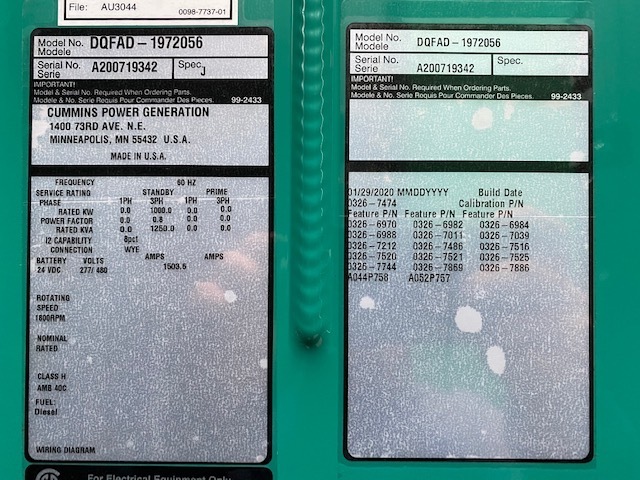 File: AU3044
0098-7737-01
Model No. DQFAD-1972056
Modele
Serial No. A200719342 Spec. J
Serie
IMPORTANT!
Model & Serial No. Required When Ordering Parts.
Modele & No. Serie Requis Pour Commander Des Pieces. 99-2433
CUMMINS POWER GENERATION
1400 73RD AVE. N.E.
MINNEAPOLIS, MN 55432 U.S.A.
MADE IN U.S.A.
FREQUENCY 60 HZ
SERVICE RATING STANDBY PRIME
PHASE 1PH 3PH 1PH 3PH
RATED KW 0.0 1000.0 0.0 0.0
POWER FACTOR 0.0 0.8 0.0 0.0
RATED KVA 0.0 1250.0 0.0 0.0
I2 CAPABILITY 8pct
CONNECTION WYE
BATTERY VOLTS AMPS AMPS
24 VDC 277/ 480 1503.5
ROTATING
SPEED
1800RPM
NOMINAL
RATED
CLASS H
AMB 40C
FUEL:
Diesel
WIRING DIAGRAM
For Electrical Equipment Only
Model No. DQFAD-1972056
Modele
Serial No. A200719342 Spec.
Serie
IMPORTANT!
Model & Serial No. Required When Ordering Parts.
Modele & No. Serie Requis Pour Commander Des Pieces. 99-2433
01/29/2020 MMDDYYYY Build Date
0326-7474 Calibration P/N
Feature P/N Feature P/N Feature P/N
0326-6970 0326-6982 0326-6984
0326-6988 0326-7011 0326-7039
0326-7212 0326-7486 0326-7516
0326-7520 0326-7521 0326-7525
0326-7744 0326-7869 0326-7886
A044P758 A052P767